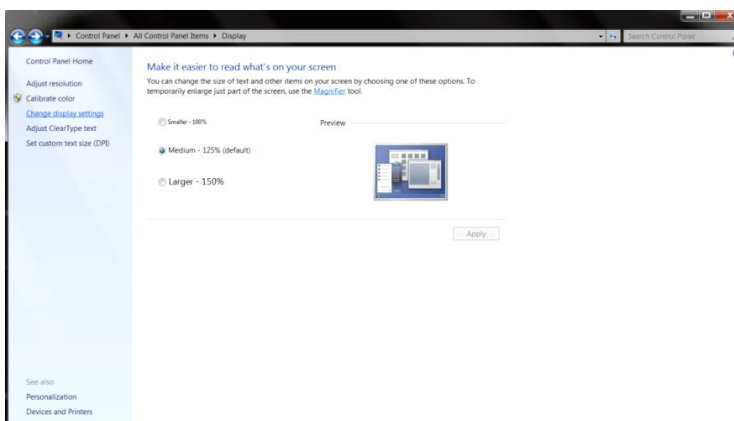 Control Panel ▸ All Control Panel Items ▸ Display
Search Control Panel
Control Panel Home
Adjust resolution
Calibrate color
Change display settings
Adjust ClearType text
Set custom text size (DPI)
Make it easier to read what's on your screen
You can change the size of text and other items on your screen by choosing one of these options. To
temporarily enlarge just part of the screen, use the Magnifier tool.
Smaller - 100%
Preview
Medium - 125% (default)
Larger - 150%
Apply
See also
Personalization
Devices and Printers